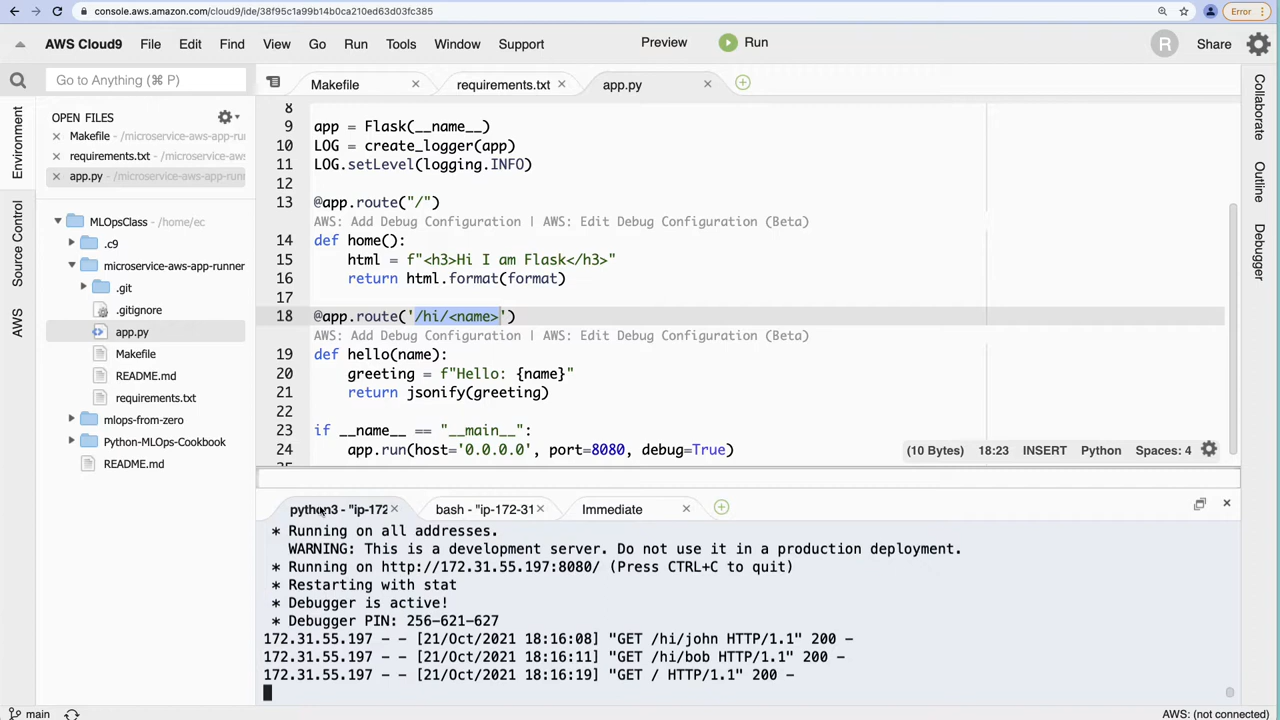 console.aws.amazon.com/cloud9/ide/38f95c1a99b14b0ca210ed63d03fc385
Error
AWS Cloud9 File Edit Find View Go Run Tools Window Support Preview Run R Share
Go to Anything (⌘ P)
Makefile requirements.txt app.py
OPEN FILES
Makefile - /microservice-aws-app-run
requirements.txt - /microservice-aws-
app.py - /microservice-aws-app-runn
MLOpsClass - /home/ec
.c9
microservice-aws-app-runner
.git
.gitignore
app.py
Makefile
README.md
requirements.txt
mlops-from-zero
Python-MLOps-Cookbook
README.md
Environment
Source Control
AWS
8
9 app = Flask(__name__)
10 LOG = create_logger(app)
11 LOG.setLevel(logging.INFO)
12
13 @app.route("/")
AWS: Add Debug Configuration | AWS: Edit Debug Configuration (Beta)
14 def home():
15 html = f"<h3>Hi I am Flask</h3>"
16 return html.format(format)
17
18 @app.route('/hi/<name>')
AWS: Add Debug Configuration | AWS: Edit Debug Configuration (Beta)
19 def hello(name):
20 greeting = f"Hello: {name}"
21 return jsonify(greeting)
22
23 if __name__ == "__main__":
24 app.run(host='0.0.0.0', port=8080, debug=True)
(10 Bytes) 18:23 INSERT Python Spaces: 4
Collaborate
Outline
Debugger
python3 - "ip-172 bash - "ip-172-31 Immediate
* Running on all addresses.
WARNING: This is a development server. Do not use it in a production deployment.
* Running on http://172.31.55.197:8080/ (Press CTRL+C to quit)
* Restarting with stat
* Debugger is active!
* Debugger PIN: 256-621-627
172.31.55.197 - - [21/Oct/2021 18:16:08] "GET /hi/john HTTP/1.1" 200 -
172.31.55.197 - - [21/Oct/2021 18:16:11] "GET /hi/bob HTTP/1.1" 200 -
172.31.55.197 - - [21/Oct/2021 18:16:19] "GET / HTTP/1.1" 200 -
main
AWS: (not connected)